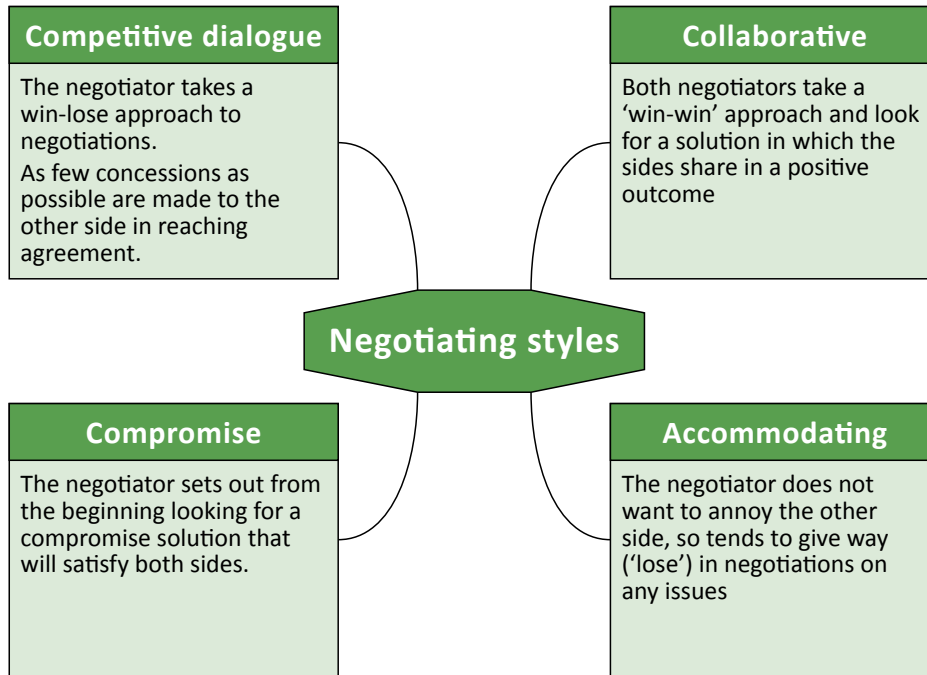 Competitive dialogue
The negotiator takes a
win-lose approach to
negotiations.
As few concessions as
possible are made to the
other side in reaching
agreement.
Collaborative
Both negotiators take a
‘win-win’ approach and look
for a solution in which the
sides share in a positive
outcome
Negotiating styles
Compromise
The negotiator sets out from
the beginning looking for a
compromise solution that
will satisfy both sides.
Accommodating
The negotiator does not
want to annoy the other
side, so tends to give way
(‘lose’) in negotiations on
any issues